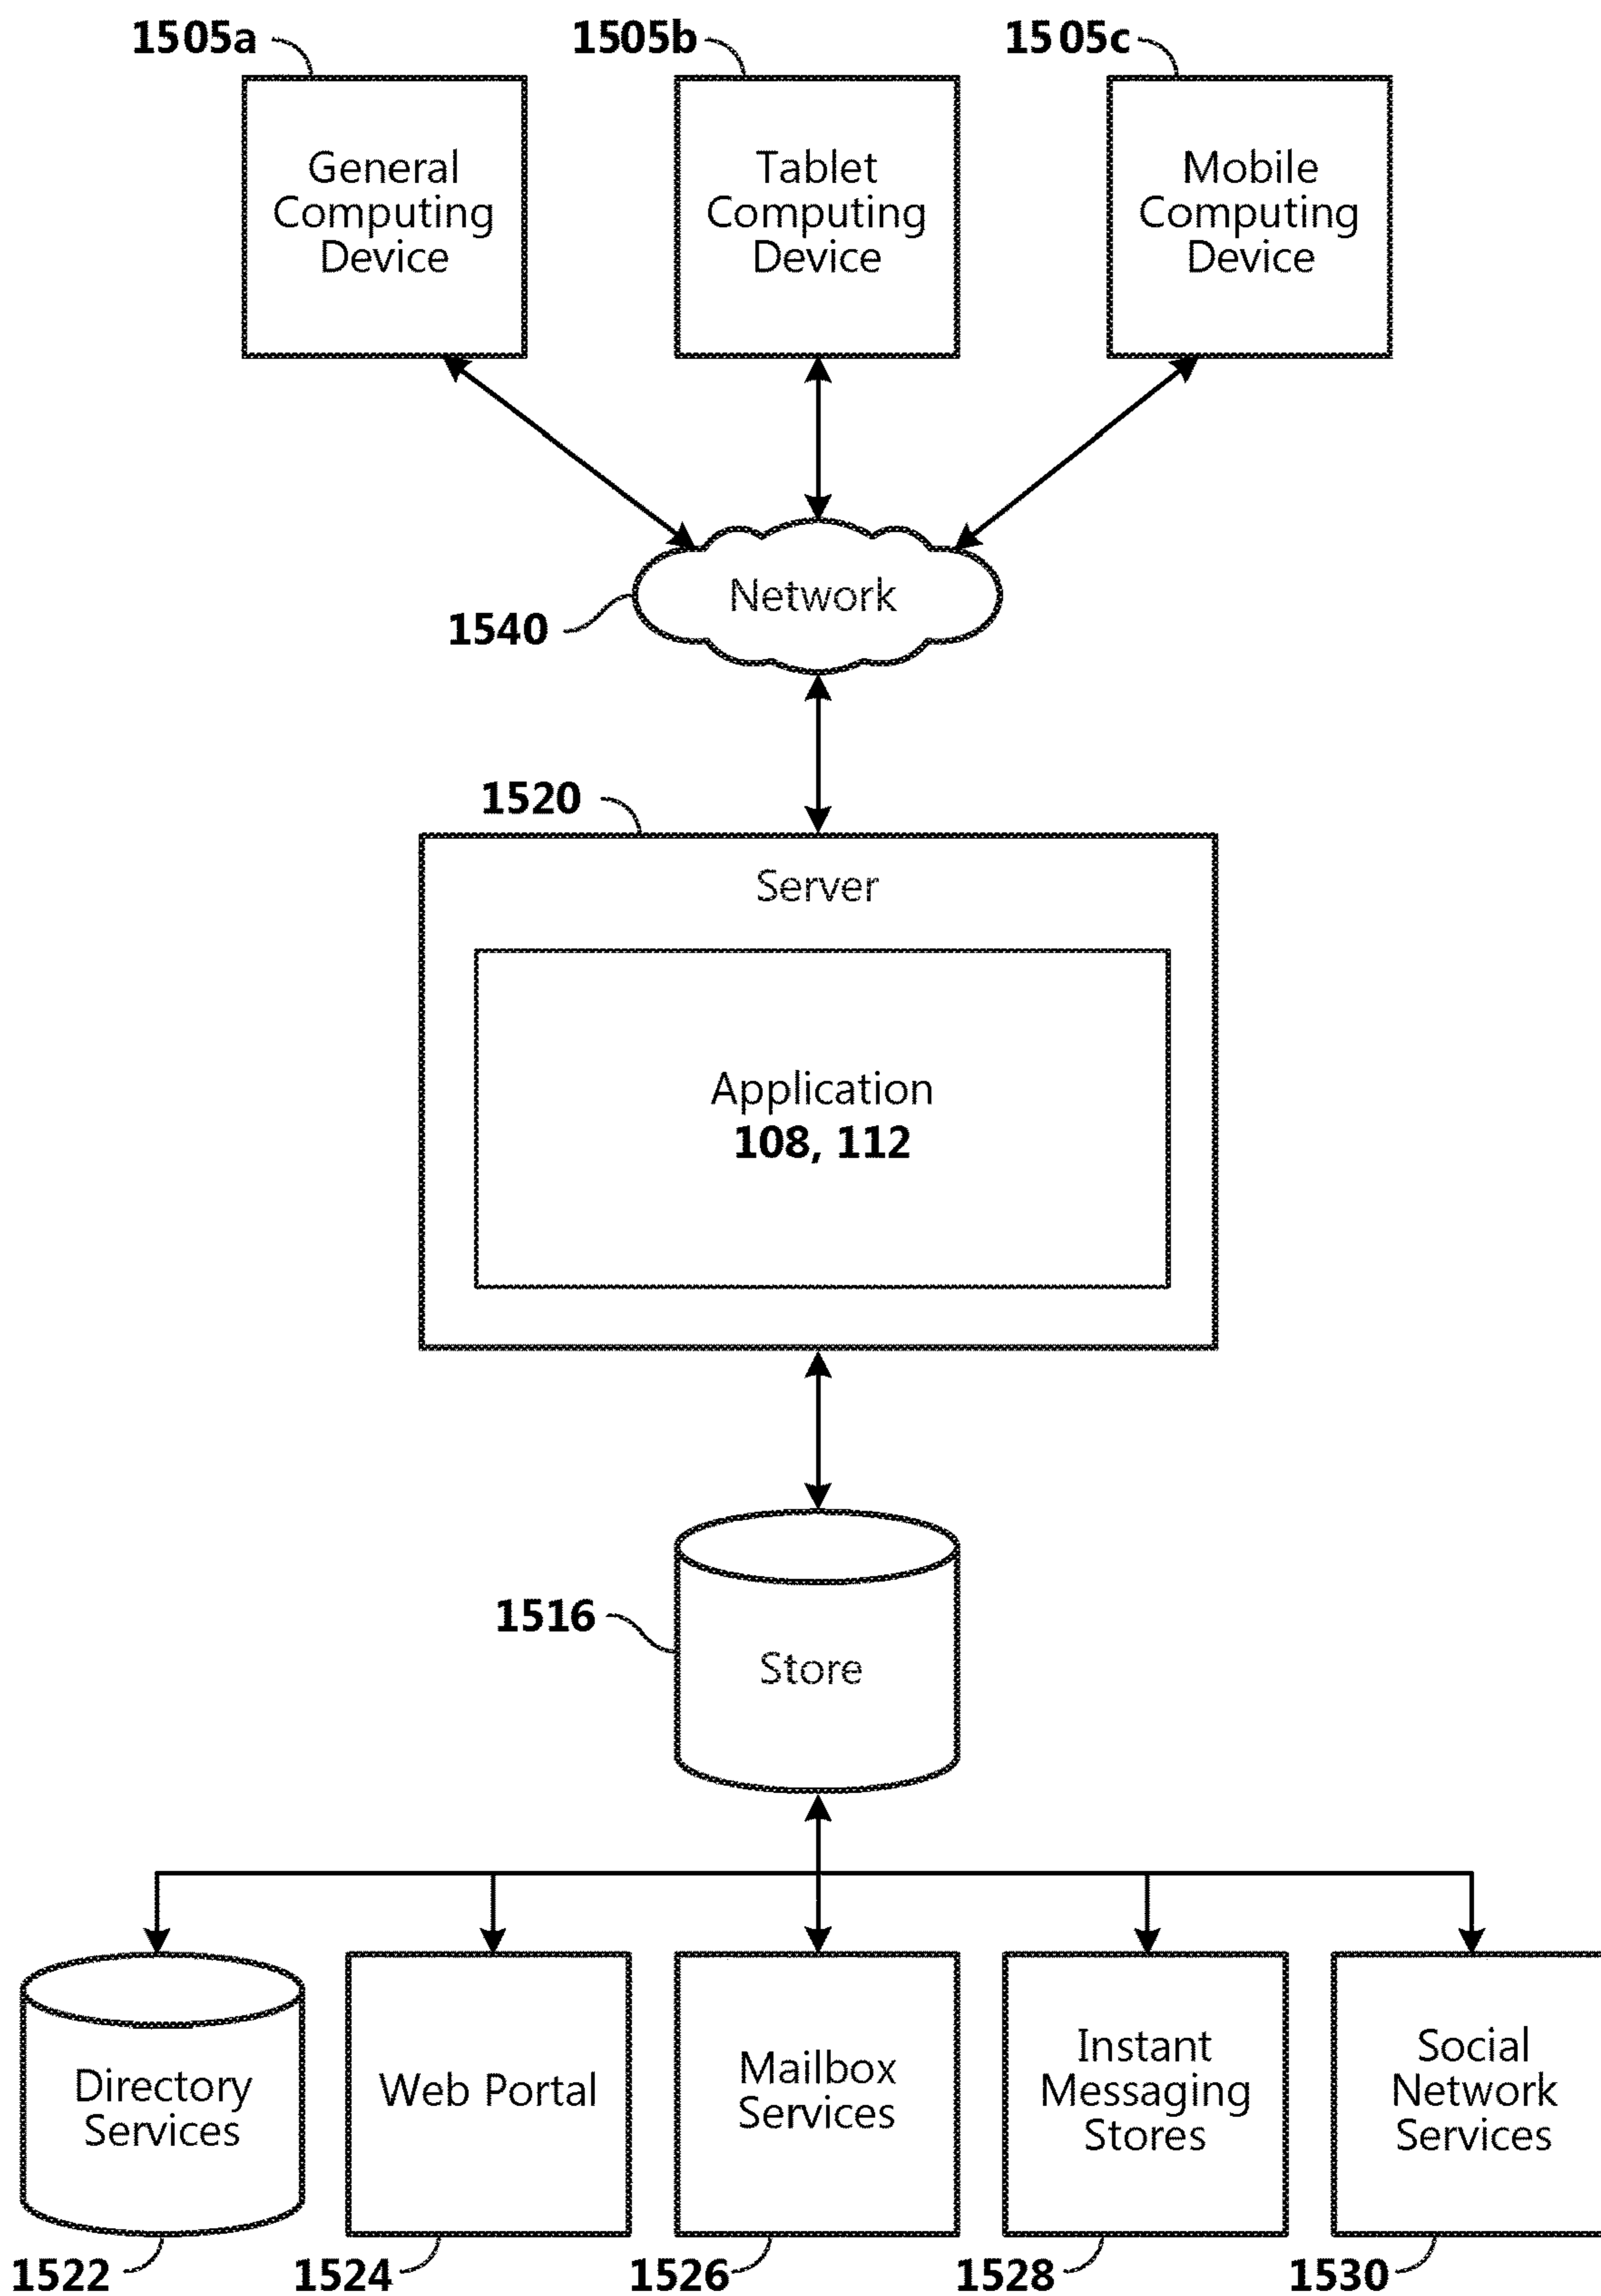 1505a
1505b
1505c
General
Computing
Device
Tablet
Computing
Device
Mobile
Computing
Device
Network
1540
1520
Server
Application
108, 112
1516
Store
Directory
Services
Web Portal
Mailbox
Services
Instant
Messaging
Stores
Social
Network
Services
1522
1524
1526
1528
1530